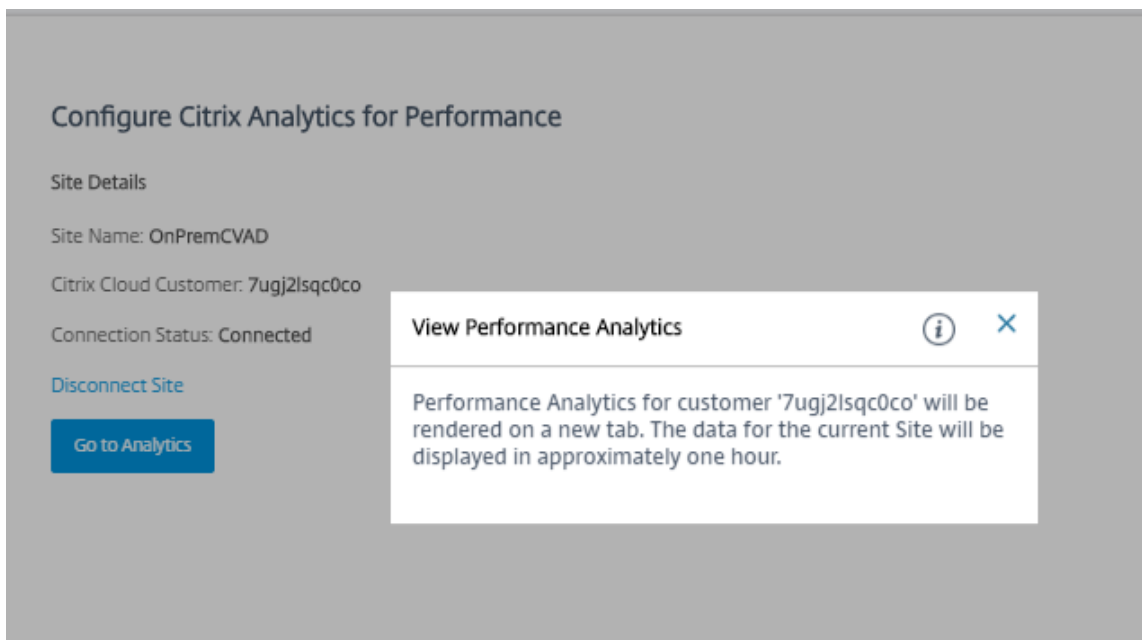 Configure Citrix Analytics for Performance
Site Details
Site Name: OnPremCVAD
Citrix Cloud Customer: 7ugj2lsqc0co
Connection Status: Connected
Disconnect Site
Go to Analytics
View Performance Analytics
Performance Analytics for customer '7ugj2lsqc0co' will be
rendered on a new tab. The data for the current Site will be
displayed in approximately one hour.